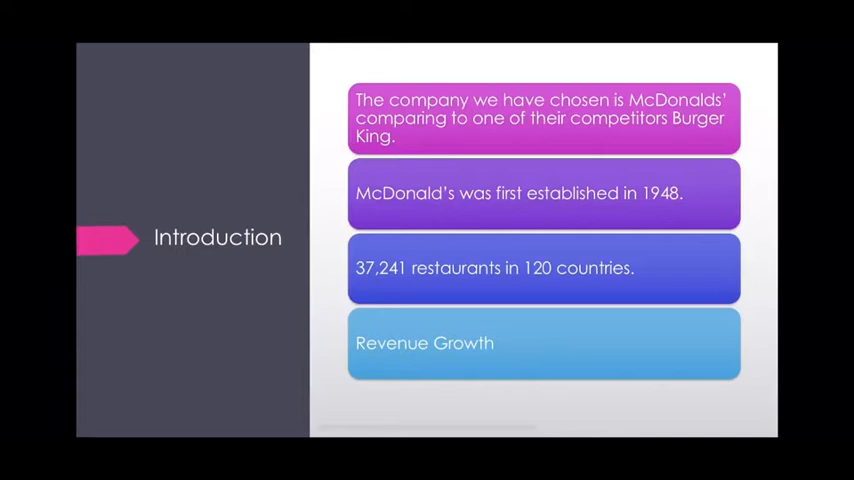 Introduction
The company we have chosen is McDonalds'
comparing to one of their competitors Burger
King.
McDonald's was first established in 1948.
37,241 restaurants in 120 countries.
Revenue Growth